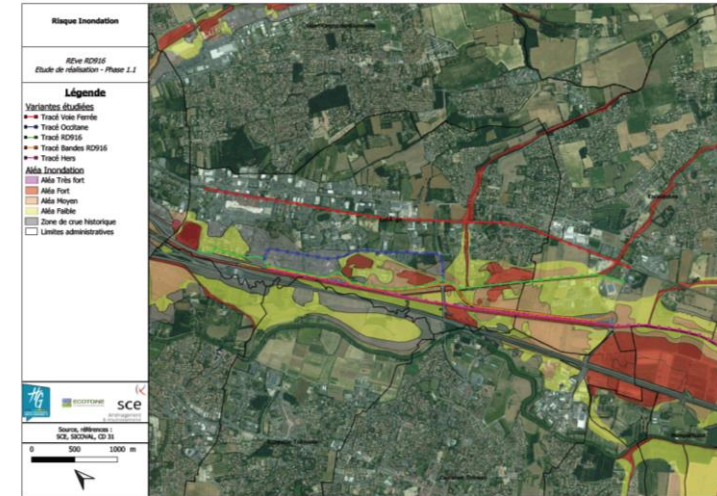 Risque Inondation
REve RD916
Etude de réalisation - Phase 1.1
Légende
Variantes étudiées
Tracé Voie Ferrée
Tracé Occitane
Tracé RD916
Tracé Bandes RD916
Tracé Hers
Aléa Inondation
Aléa Très fort
Aléa Fort
Aléa Moyen
Aléa Faible
Zone de crue historique
Limites administratives
ECOTONE
sce
Source, références :
SCE, SICOVAL, CD 31
0 500 1000 m